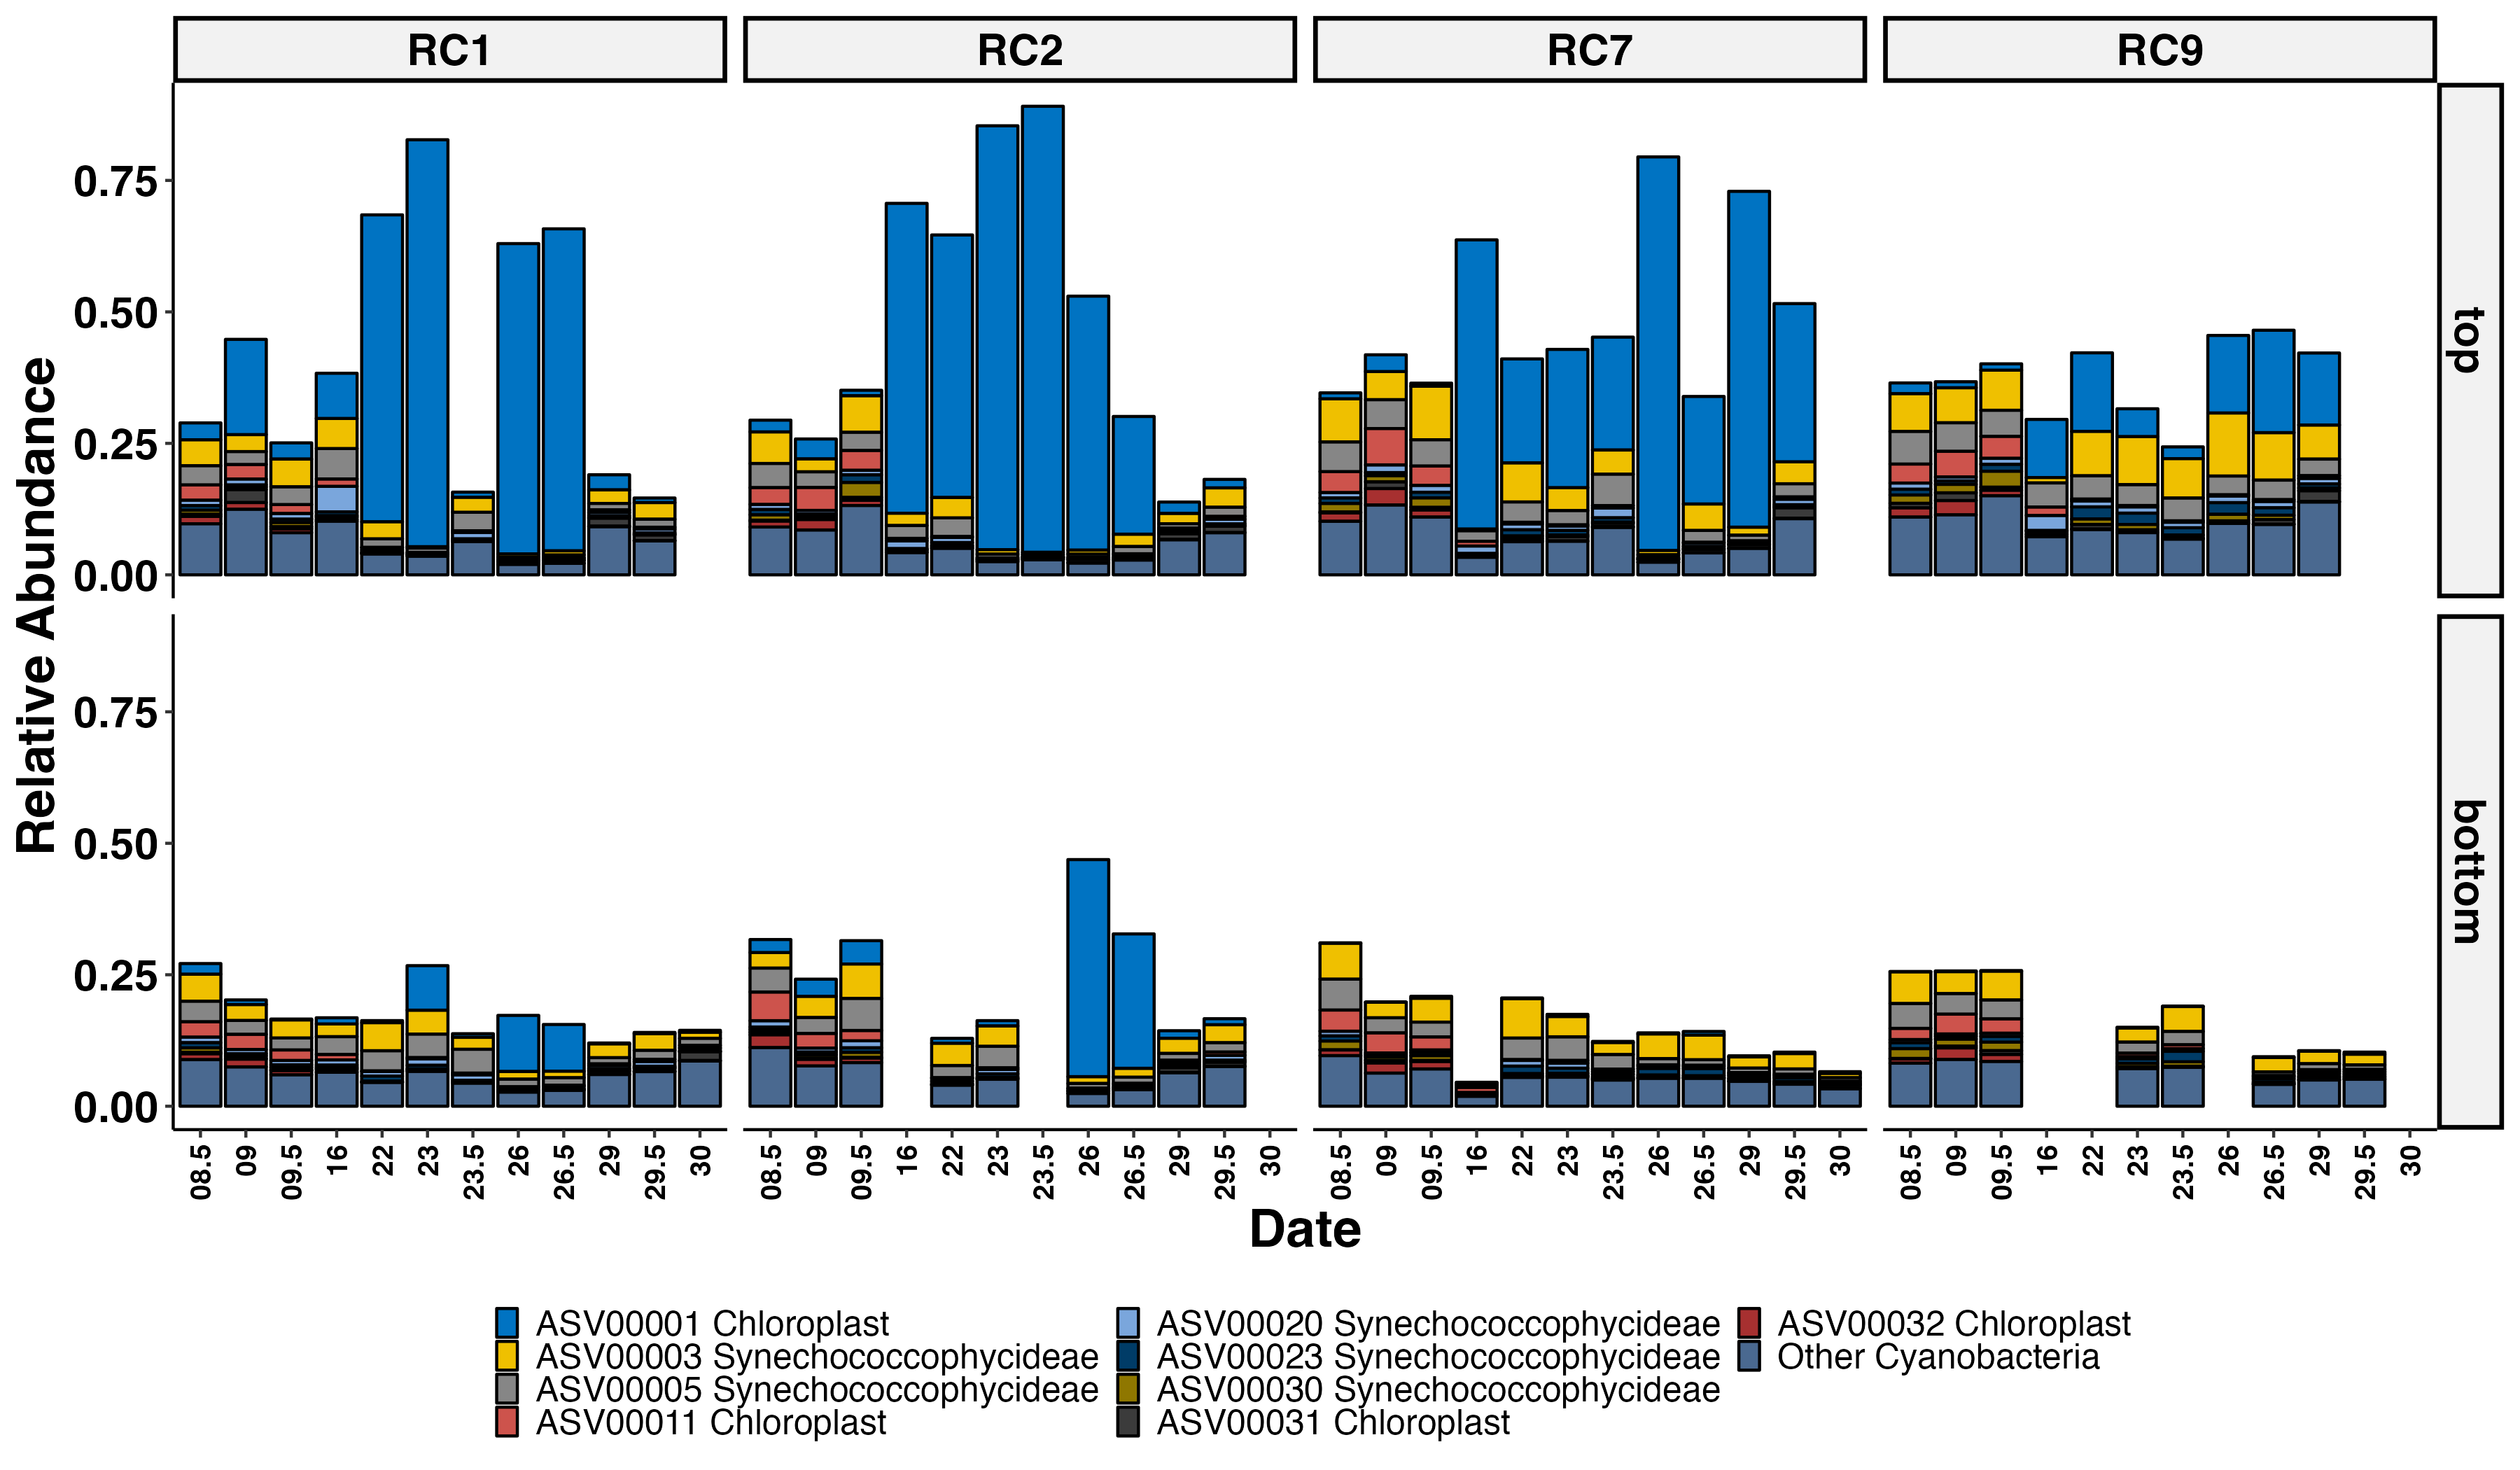 RC1 RC2 RC7 RC9
Relative Abundance
0.75
0.50
0.25
0.00
top
0.75
0.50
0.25
0.00
bottom
08.5 09 09.5 16 22 23 23.5 26 26.5 29 29.5 30 08.5 09 09.5 16 22 23 23.5 26 26.5 29 29.5 30 08.5 09 09.5 16 22 23 23.5 26 26.5 29 29.5 30 08.5 09 09.5 16 22 23 23.5 26 26.5 29 29.5 30
Date
ASV00001 Chloroplast
ASV00003 Synechococcophycideae
ASV00005 Synechococcophycideae
ASV00011 Chloroplast
ASV00020 Synechococcophycideae
ASV00023 Synechococcophycideae
ASV00030 Synechococcophycideae
ASV00031 Chloroplast
ASV00032 Chloroplast
Other Cyanobacteria